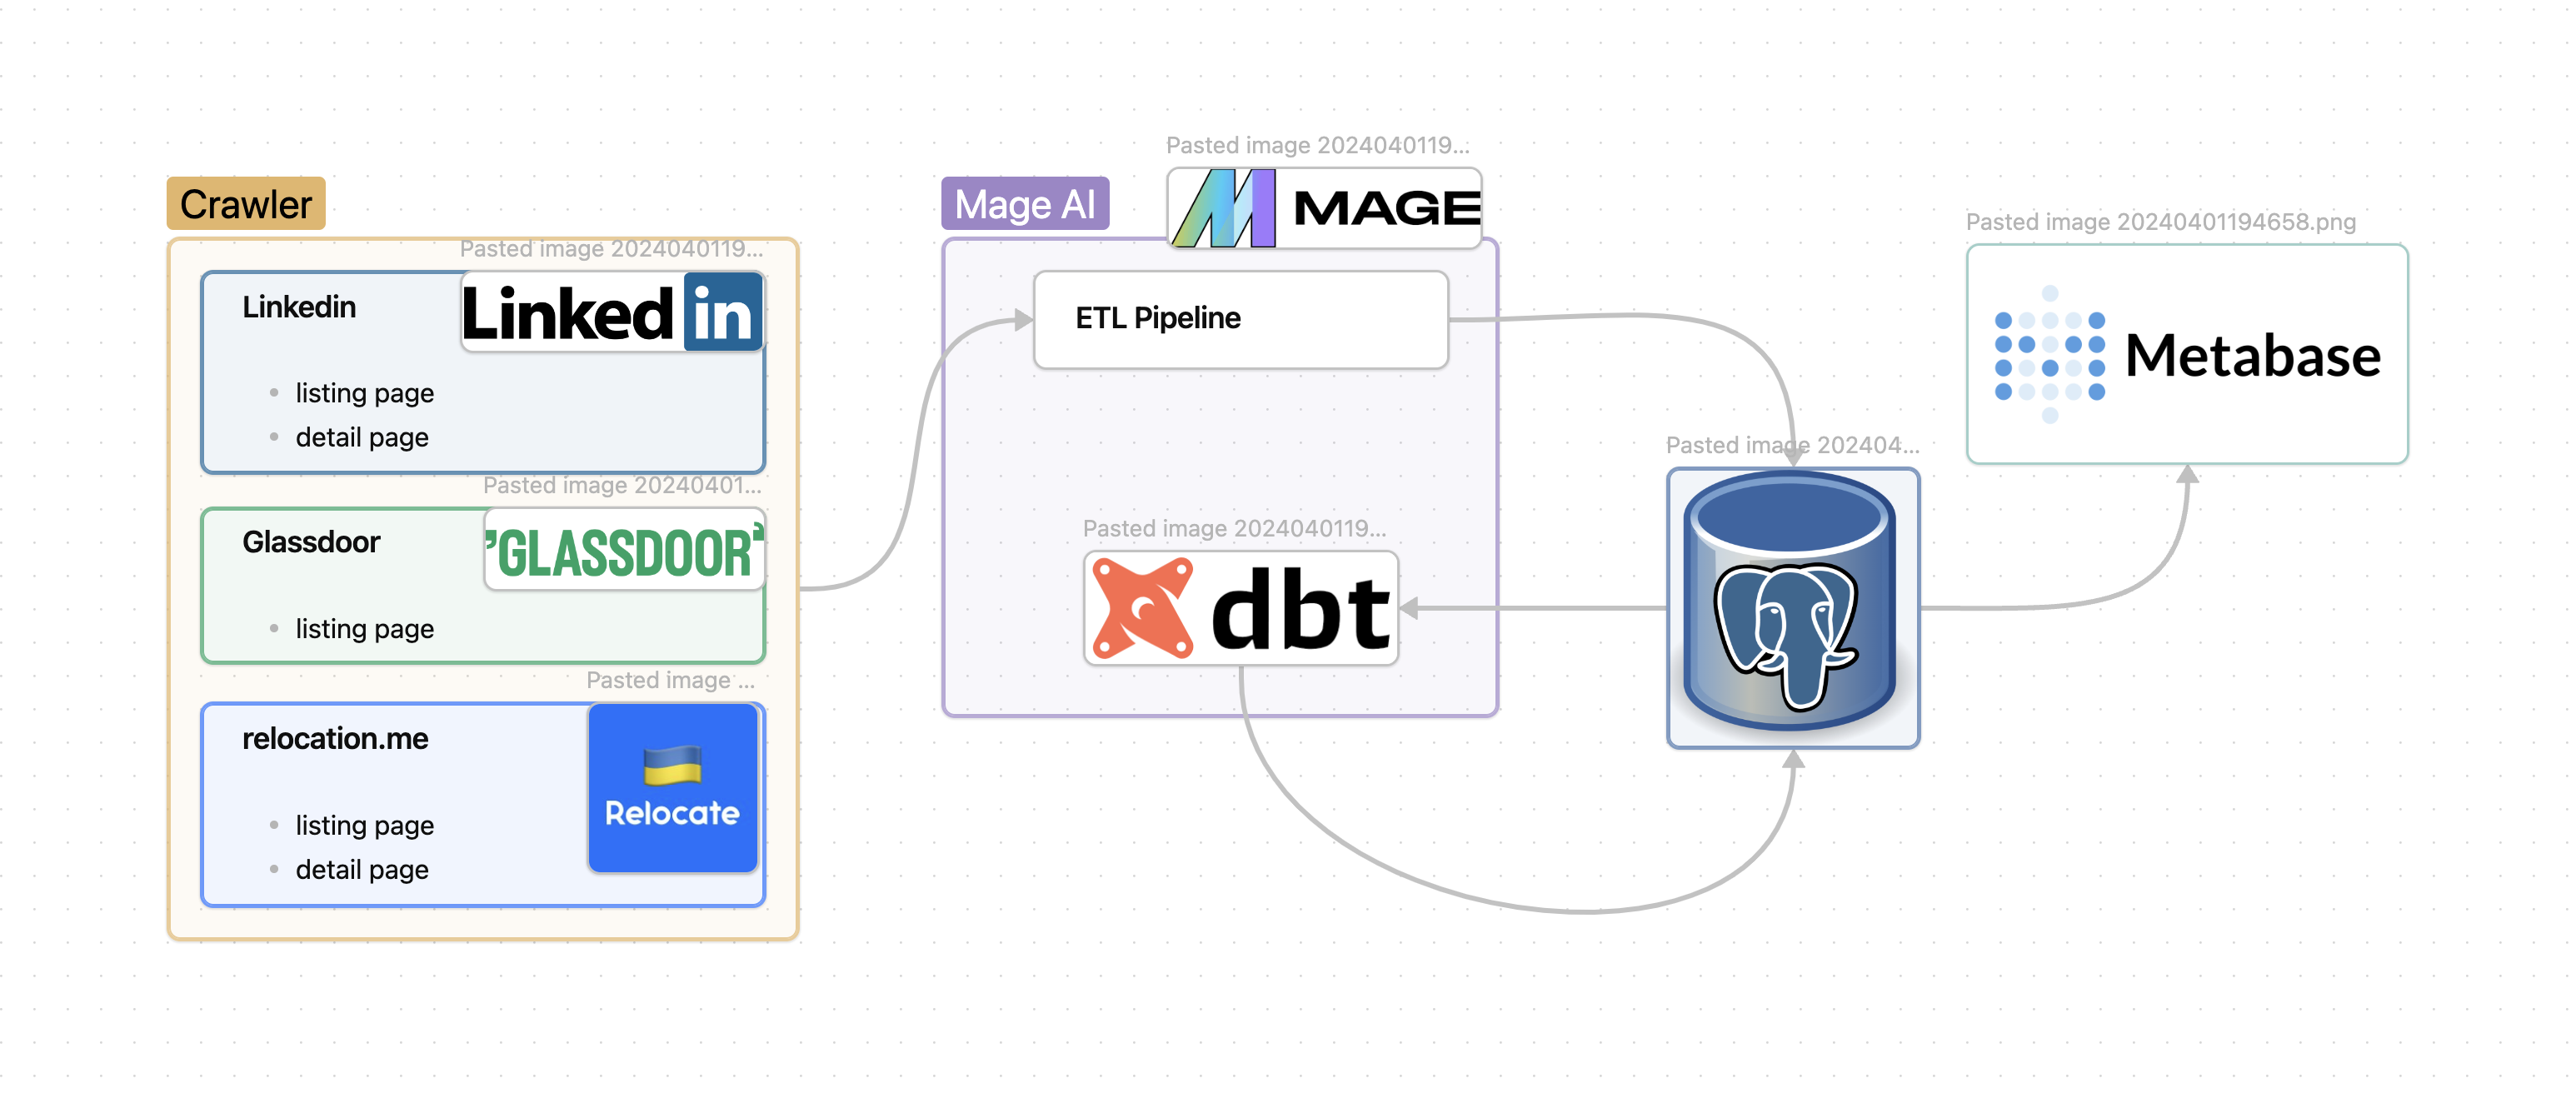 Crawler
Pasted image 2024040119...
Linkedin
Linked in
listing page
detail page
Pasted image 20240401...
Glassdoor
"GLASSDOOR"
listing page
Pasted image ...
relocation.me
Relocate
listing page
detail page
Pasted image 2024040119...
Mage AI
MAGE
ETL Pipeline
Pasted image 2024040119...
dbt
Pasted image 202404...
Pasted image 20240401194658.png
Metabase